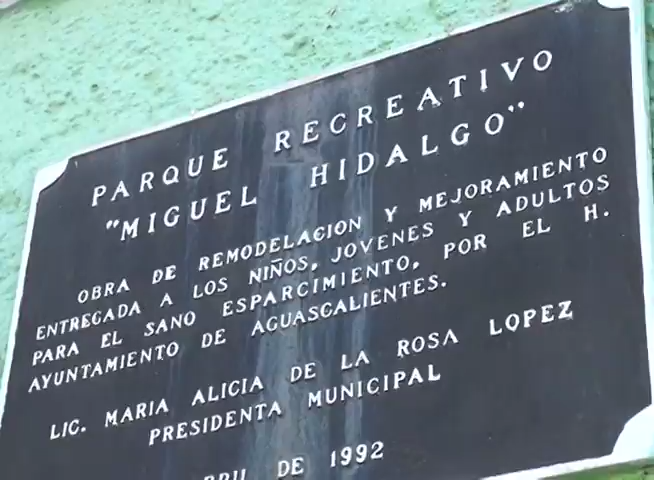 PARQUE RECREATIVO
"MIGUEL HIDALGO"
OBRA DE REMODELACION Y MEJORAMIENTO
ENTREGADA A LOS NIÑOS, JOVENES Y ADULTOS
PARA EL SANO ESPARCIMIENTO, POR EL H.
AYUNTAMIENTO DE AGUASCALIENTES.
LIC. MARIA ALICIA DE LA ROSA LOPEZ
PRESIDENTA MUNICIPAL
DE 1992